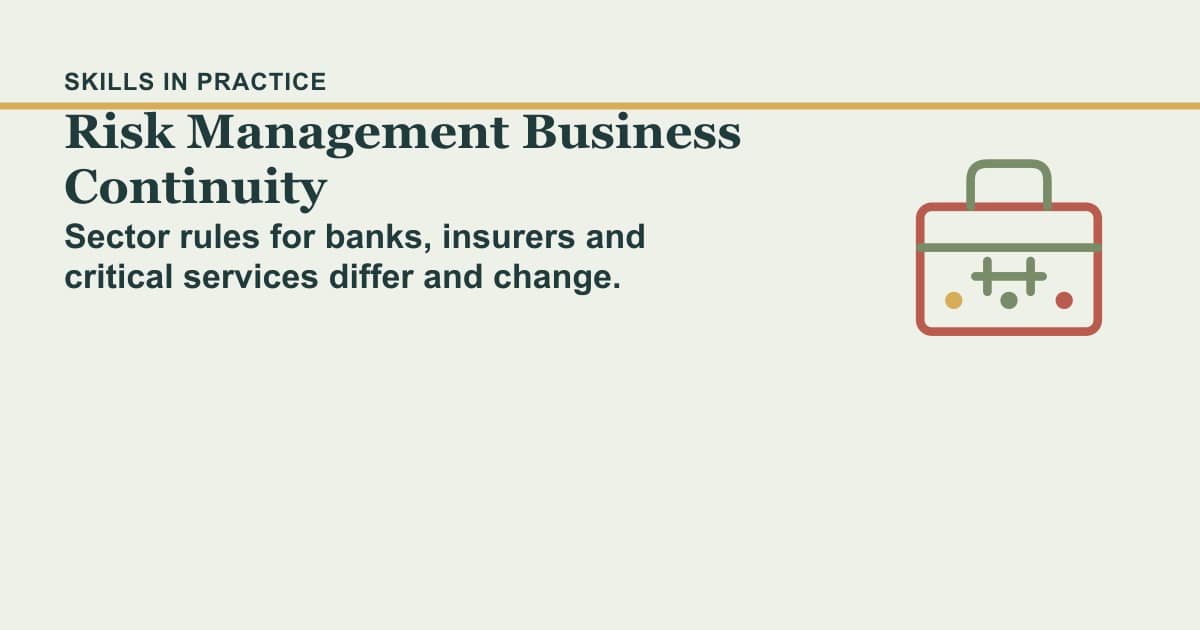 SKILLS IN PRACTICE
Risk Management Business
Continuity
Sector rules for banks, insurers and
critical services differ and change.